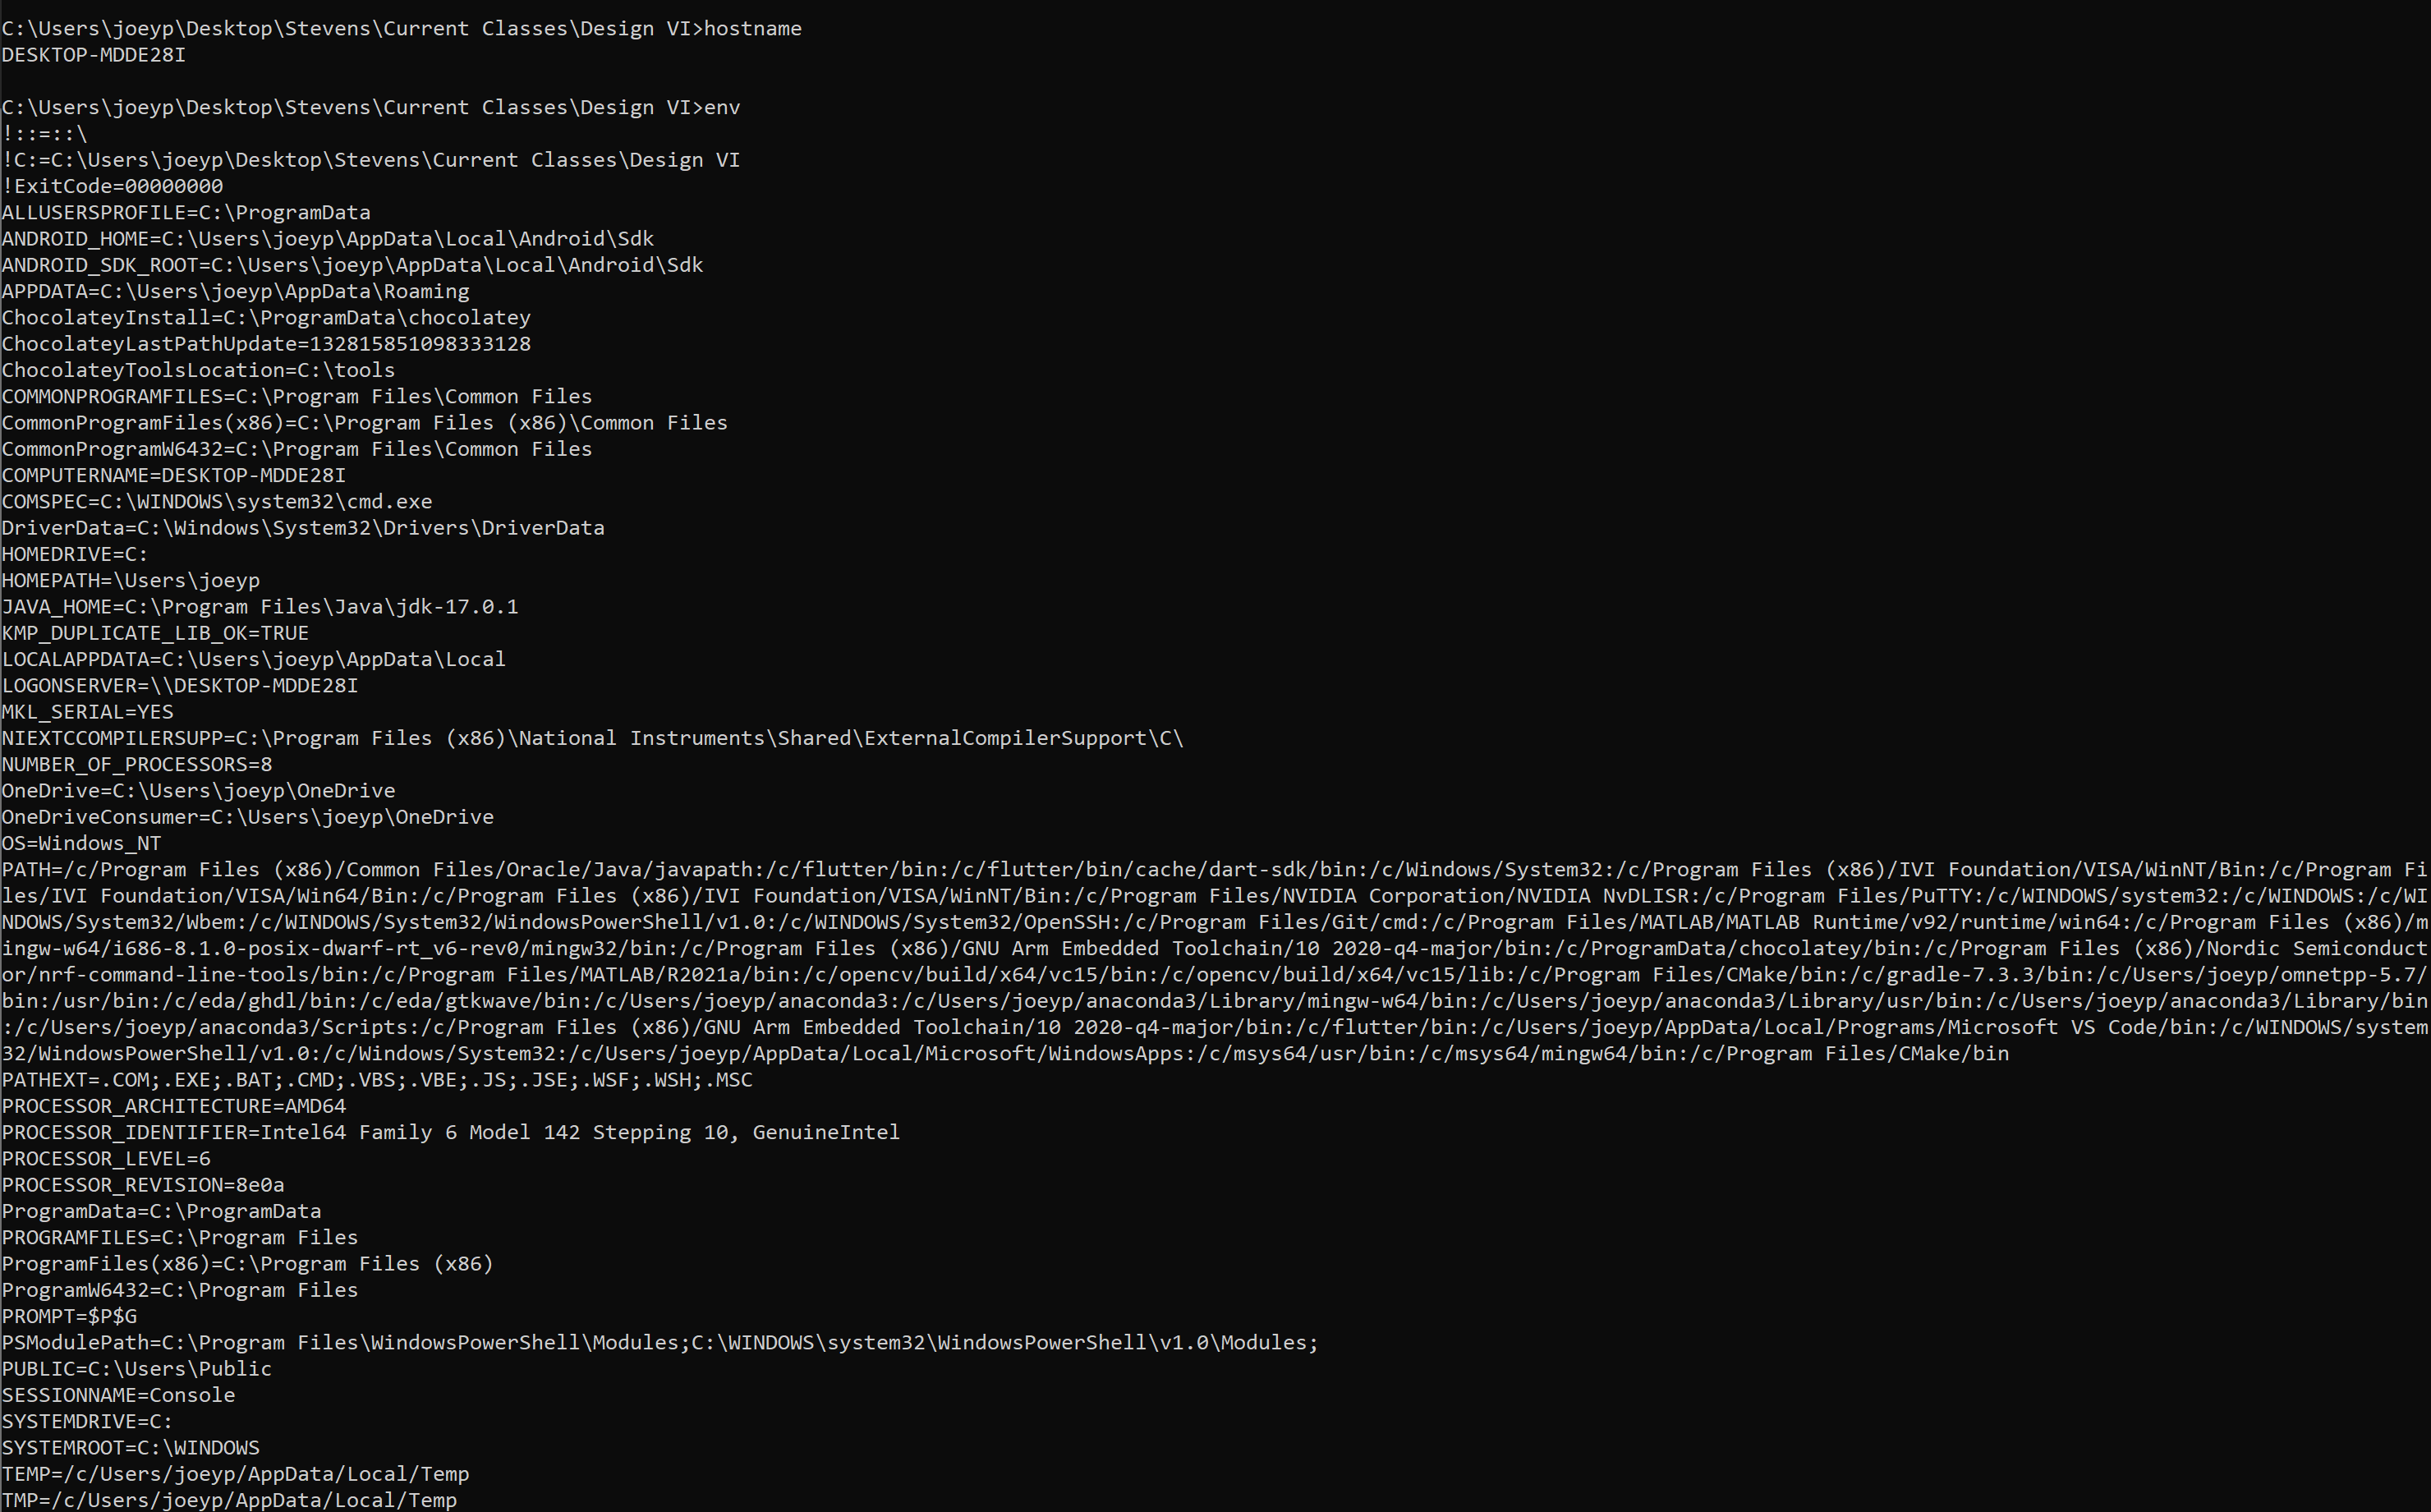 C:\Users\joeyp\Desktop\Stevens\Current Classes\Design VI>hostname
DESKTOP-MDDE28I
C:\Users\joeyp\Desktop\Stevens\Current Classes\Design VI>env
!::=::\
!C:=C:\Users\joeyp\Desktop\Stevens\Current Classes\Design VI
!ExitCode=00000000
ALLUSERSPROFILE=C:\ProgramData
ANDROID_HOME=C:\Users\joeyp\AppData\Local\Android\Sdk
ANDROID_SDK_ROOT=C:\Users\joeyp\AppData\Local\Android\Sdk
APPDATA=C:\Users\joeyp\AppData\Roaming
ChocolateyInstall=C:\ProgramData\chocolatey
ChocolateyLastPathUpdate=132815851098333128
ChocolateyToolsLocation=C:\tools
COMMONPROGRAMFILES=C:\Program Files\Common Files
CommonProgramFiles(x86)=C:\Program Files (x86)\Common Files
CommonProgramW6432=C:\Program Files\Common Files
COMPUTERNAME=DESKTOP-MDDE28I
COMSPEC=C:\WINDOWS\system32\cmd.exe
DriverData=C:\Windows\System32\Drivers\DriverData
HOMEDRIVE=C:
HOMEPATH=\Users\joeyp
JAVA_HOME=C:\Program Files\Java\jdk-17.0.1
KMP_DUPLICATE_LIB_OK=TRUE
LOCALAPPDATA=C:\Users\joeyp\AppData\Local
LOGONSERVER=\\DESKTOP-MDDE28I
MKL_SERIAL=YES
NIEXTCCOMPILERSUPP=C:\Program Files (x86)\National Instruments\Shared\ExternalCompilerSupport\C\
NUMBER_OF_PROCESSORS=8
OneDrive=C:\Users\joeyp\OneDrive
OneDriveConsumer=C:\Users\joeyp\OneDrive
OS=Windows_NT
PATH=/c/Program Files (x86)/Common Files/Oracle/Java/javapath:/c/flutter/bin:/c/flutter/bin/cache/dart-sdk/bin:/c/Windows/System32:/c/Program Files (x86)/IVI Foundation/VISA/WinNT/Bin:/c/Program Fi
les/IVI Foundation/VISA/Win64/Bin:/c/Program Files (x86)/IVI Foundation/VISA/WinNT/Bin:/c/Program Files/NVIDIA Corporation/NVIDIA NvDLISR:/c/Program Files/PuTTY:/c/WINDOWS/system32:/c/WINDOWS:/c/WI
NDOWS/System32/Wbem:/c/WINDOWS/System32/WindowsPowerShell/v1.0:/c/WINDOWS/System32/OpenSSH:/c/Program Files/Git/cmd:/c/Program Files/MATLAB/MATLAB Runtime/v92/runtime/win64:/c/Program Files (x86)/m
ingw-w64/i686-8.1.0-posix-dwarf-rt_v6-rev0/mingw32/bin:/c/Program Files (x86)/GNU Arm Embedded Toolchain/10 2020-q4-major/bin:/c/ProgramData/chocolatey/bin:/c/Program Files (x86)/Nordic Semiconduct
or/nrf-command-line-tools/bin:/c/Program Files/MATLAB/R2021a/bin:/c/opencv/build/x64/vc15/bin:/c/opencv/build/x64/vc15/lib:/c/Program Files/CMake/bin:/c/gradle-7.3.3/bin:/c/Users/joeyp/omnetpp-5.7/
bin:/usr/bin:/c/eda/ghdl/bin:/c/eda/gtkwave/bin:/c/Users/joeyp/anaconda3:/c/Users/joeyp/anaconda3/Library/mingw-w64/bin:/c/Users/joeyp/anaconda3/Library/usr/bin:/c/Users/joeyp/anaconda3/Library/bin
:/c/Users/joeyp/anaconda3/Scripts:/c/Program Files (x86)/GNU Arm Embedded Toolchain/10 2020-q4-major/bin:/c/flutter/bin:/c/Users/joeyp/AppData/Local/Programs/Microsoft VS Code/bin:/c/WINDOWS/system
32/WindowsPowerShell/v1.0:/c/Windows/System32:/c/Users/joeyp/AppData/Local/Microsoft/WindowsApps:/c/msys64/usr/bin:/c/msys64/mingw64/bin:/c/Program Files/CMake/bin
PATHEXT=.COM;.EXE;.BAT;.CMD;.VBS;.VBE;.JS;.JSE;.WSF;.WSH;.MSC
PROCESSOR_ARCHITECTURE=AMD64
PROCESSOR_IDENTIFIER=Intel64 Family 6 Model 142 Stepping 10, GenuineIntel
PROCESSOR_LEVEL=6
PROCESSOR_REVISION=8e0a
ProgramData=C:\ProgramData
PROGRAMFILES=C:\Program Files
ProgramFiles(x86)=C:\Program Files (x86)
ProgramW6432=C:\Program Files
PROMPT=$P$G
PSModulePath=C:\Program Files\WindowsPowerShell\Modules;C:\WINDOWS\system32\WindowsPowerShell\v1.0\Modules;
PUBLIC=C:\Users\Public
SESSIONNAME=Console
SYSTEMDRIVE=C:
SYSTEMROOT=C:\WINDOWS
TEMP=/c/Users/joeyp/AppData/Local/Temp
TMP=/c/Users/joeyp/AppData/Local/Temp